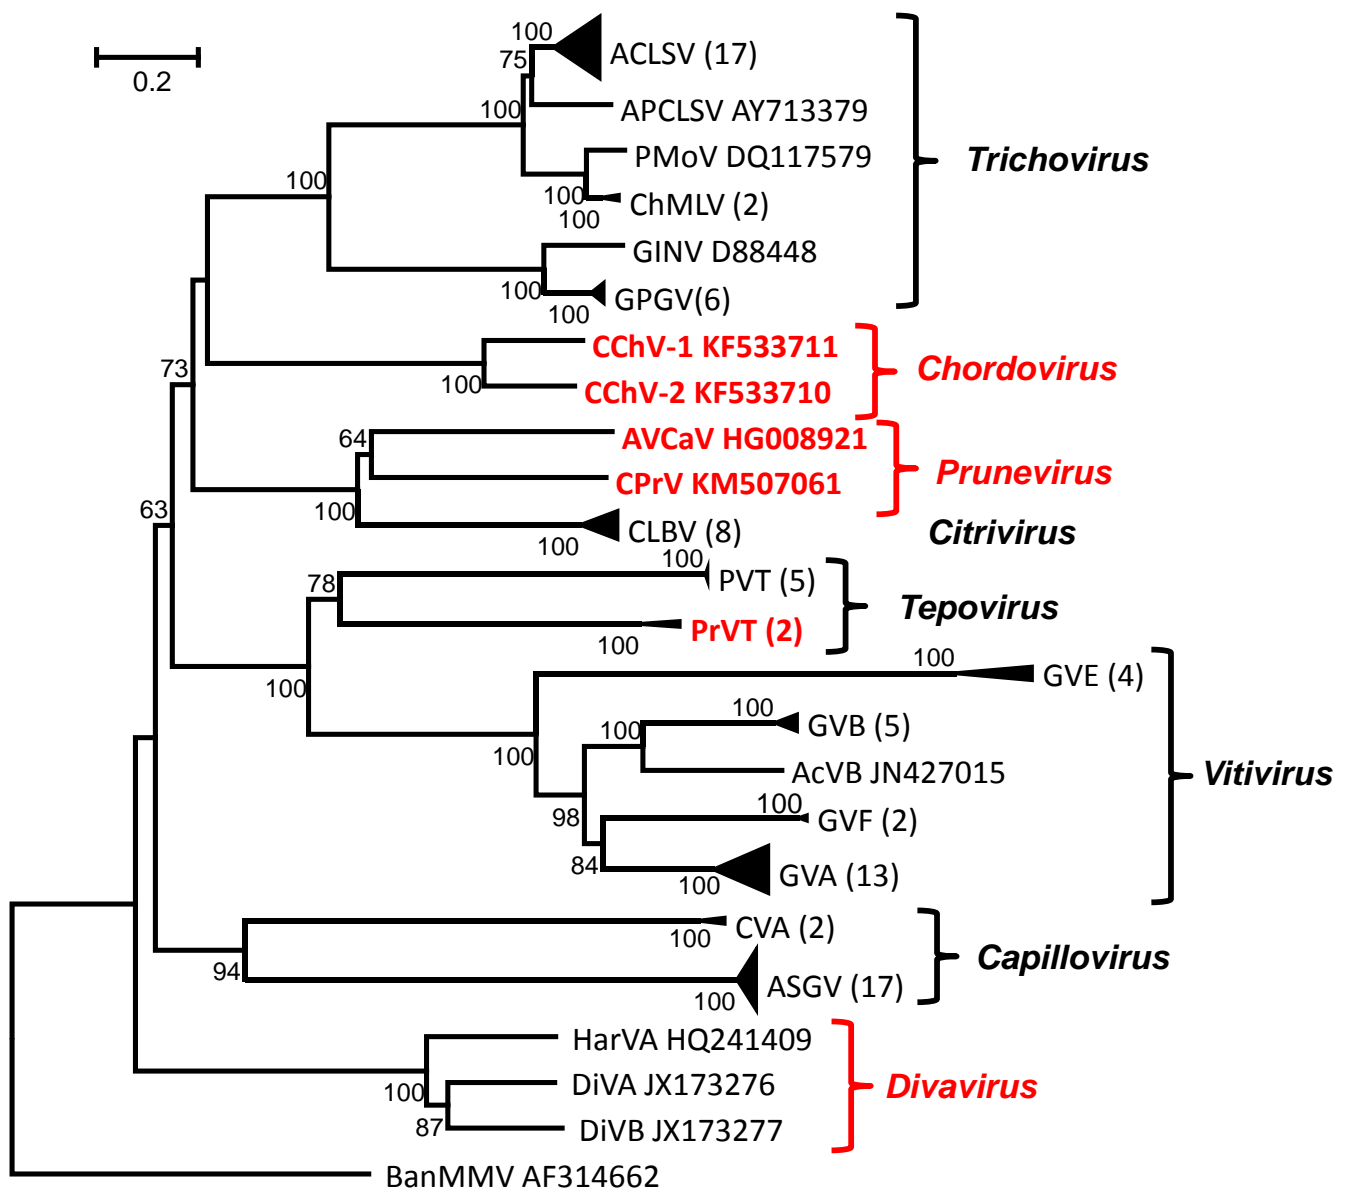 100
ACLSV (17)
75
0.2
100
APCLSV AY713379
PMoV DQ117579
Trichovirus
100
100
ChMLV (2)
100
GINV D88448
100
GPGV(6)
100
CChV-1 KF533711
73
Chordovirus
100
CChV-2 KF533710
64
AVCaV HG008921
Prunevirus
CPrV KM507061
63
100
CLBV (8)
Citrivirus
100
100
78
PVT (5)
Tepovirus
PrVT (2)
100
100
100
GVE (4)
100
100
GVB (5)
100
AcVB JN427015
Vitivirus
98
100
GVF (2)
84
100
GVA (13)
CVA (2)
100
Capillovirus
94
ASGV (17)
100
HarVA HQ241409
100
DiVA JX173276
Divavirus
87
DiVB JX173277
BanMMV AF314662